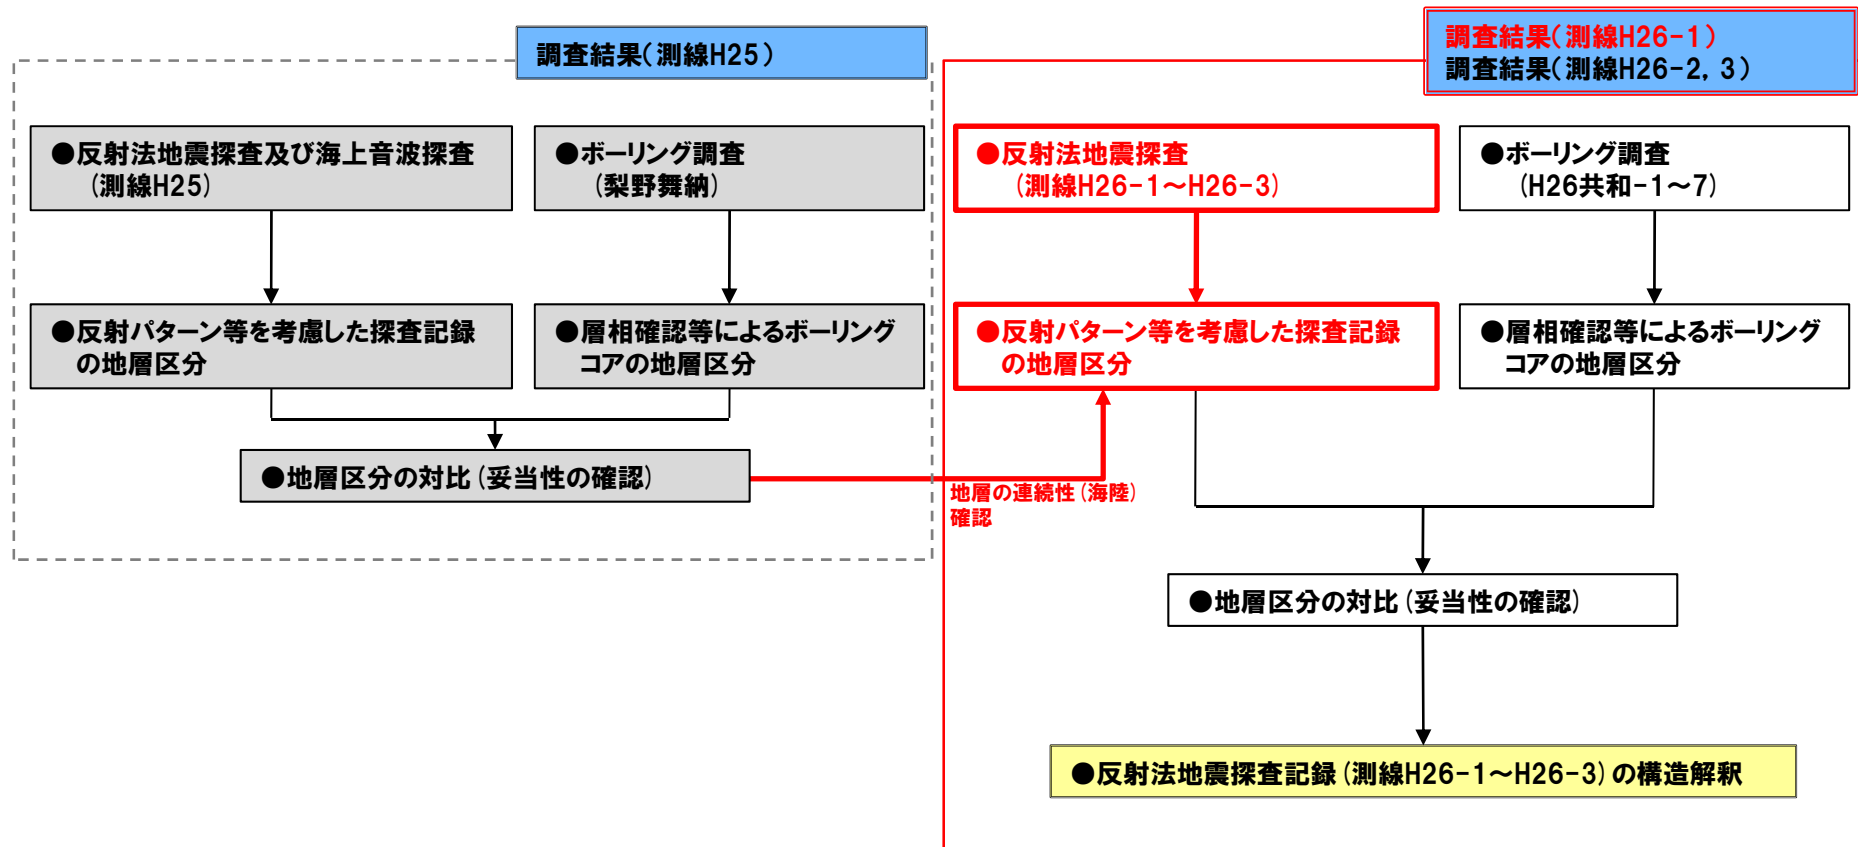 調査結果(測線H25)
●反射法地震探査及び海上音波探査
(測線H25)
●ボーリング調査
(梨野舞納)
●反射パターン等を考慮した探査記録
の地層区分
●層相確認等によるボーリング
コアの地層区分
●地層区分の対比(妥当性の確認)
調査結果(測線H26-1)
調査結果(測線H26-2, 3)
●反射法地震探査
(測線H26-1~H26-3)
●ボーリング調査
(H26共和-1~7)
●反射パターン等を考慮した探査記録
の地層区分
●層相確認等によるボーリング
コアの地層区分
地層の連続性(海陸)
確認
●地層区分の対比(妥当性の確認)
●反射法地震探査記録(測線H26-1~H26-3)の構造解釈